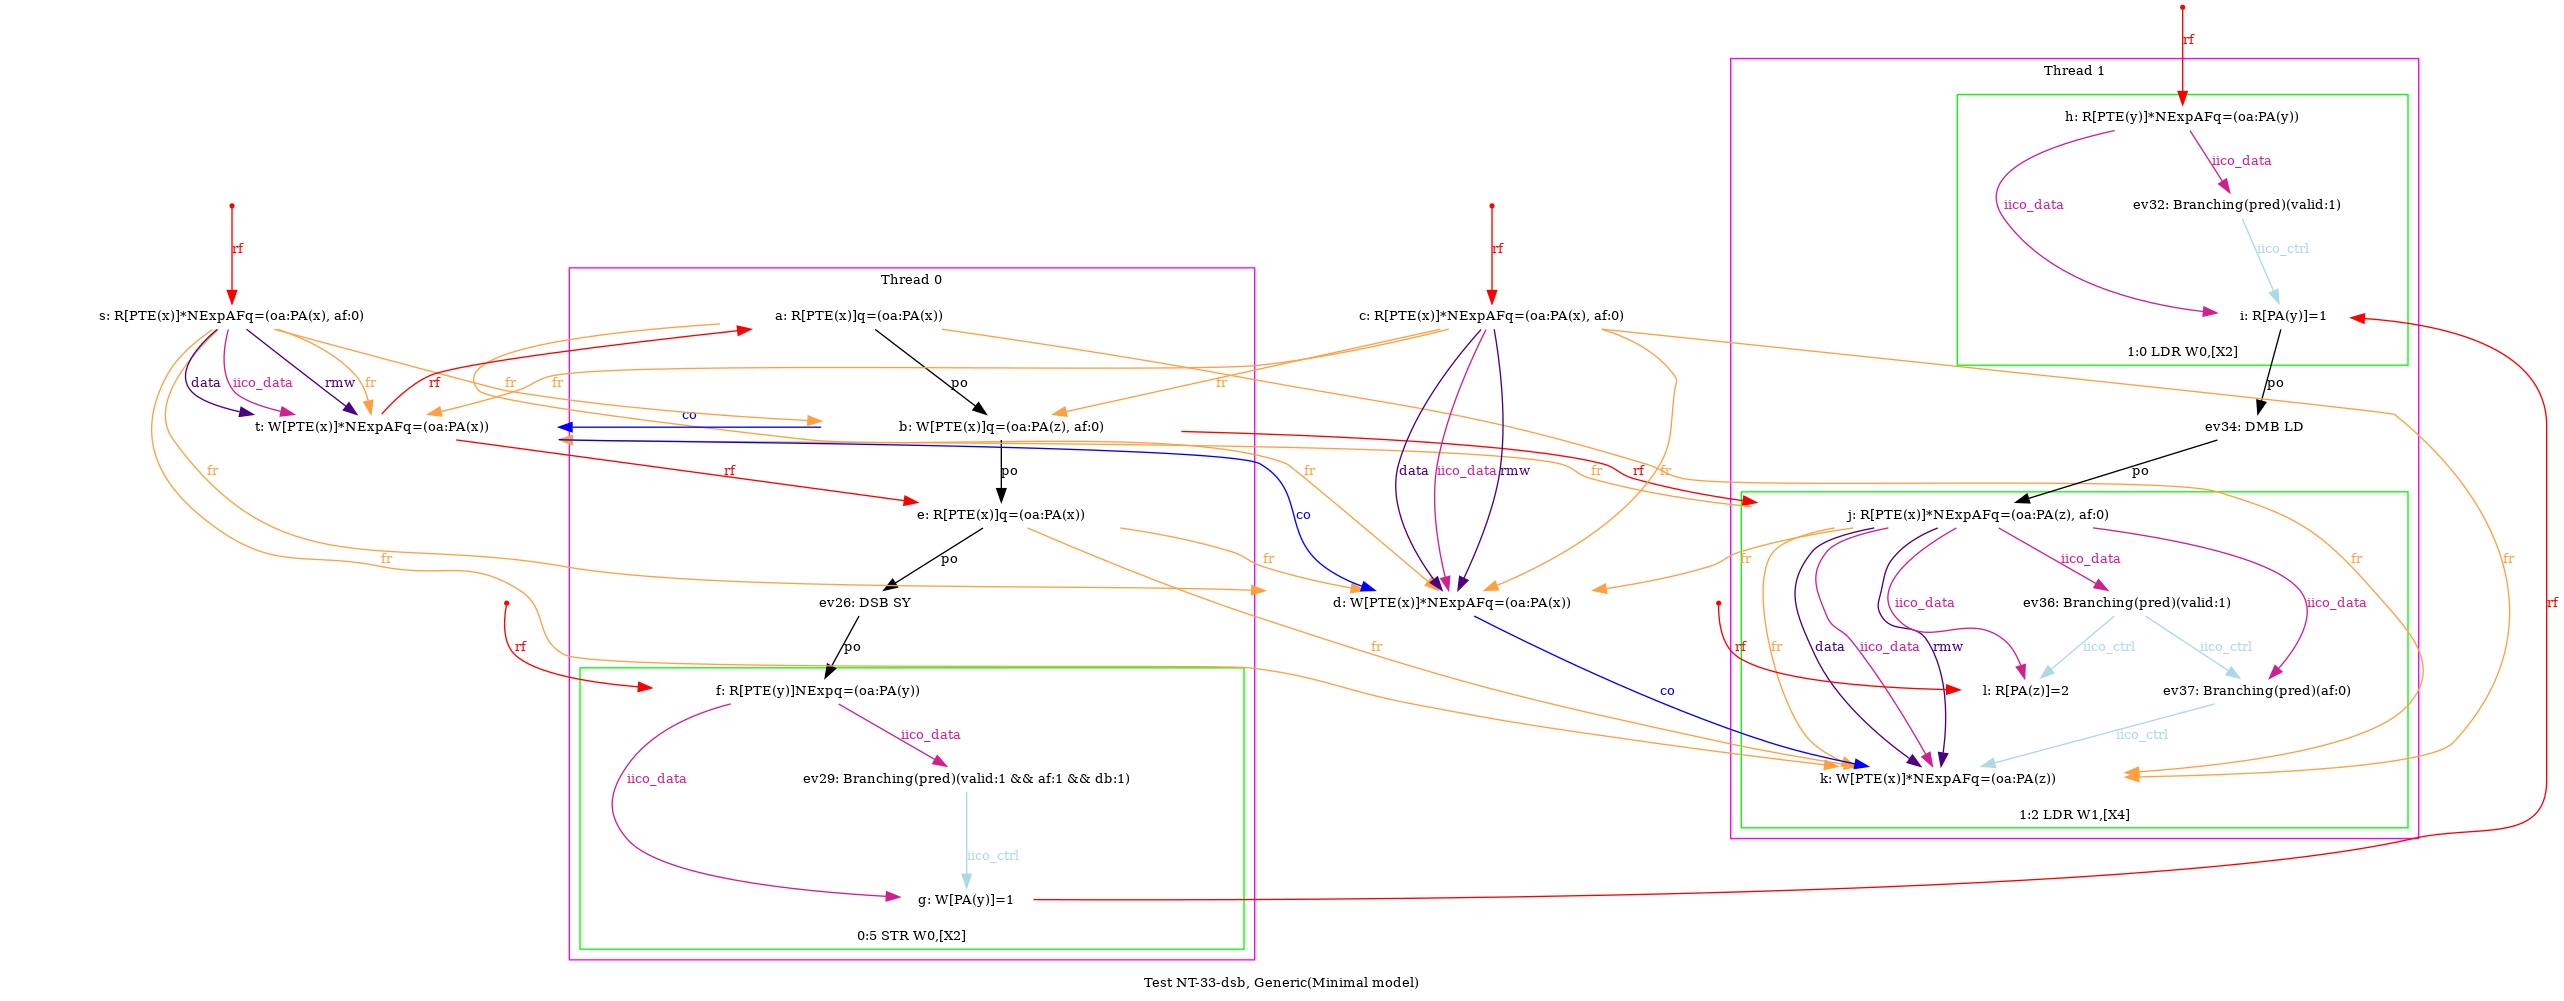 rf
Thread 1
h: R[PTE(y)]*NExpAFq=(oa:PA(y))
iico_data
iico_data
ev32: Branching(pred)(valid:1)
rf
rf
iico_ctrl
Thread 0
s: R[PTE(x)]*NExpAFq=(oa:PA(x), af:0)
a: R[PTE(x)]q=(oa:PA(x))
c: R[PTE(x)]*NExpAFq=(oa:PA(x), af:0)
i: R[PA(y)]=1
1:0 LDR W0,[X2]
data
iico_data
rmw
fr
rf
fr
fr
po
fr
po
co
t: W[PTE(x)]*NExpAFq=(oa:PA(x))
b: W[PTE(x)]q=(oa:PA(z), af:0)
ev34: DMB LD
fr
rf
po
fr
data
iico_data
rmw
fr
rf
fr
po
e: R[PTE(x)]q=(oa:PA(x))
co
j: R[PTE(x)]*NExpAFq=(oa:PA(z), af:0)
fr
po
fr
fr
iico_data
fr
fr
ev26: DSB SY
d: W[PTE(x)]*NExpAFq=(oa:PA(x))
iico_data
ev36: Branching(pred)(valid:1)
iico_data
rf
rf
po
fr
rf
fr
data
iico_data
rmw
iico_ctrl
iico_ctrl
f: R[PTE(y)]NExpq=(oa:PA(y))
co
l: R[PA(z)]=2
ev37: Branching(pred)(af:0)
iico_data
iico_ctrl
iico_data
ev29: Branching(pred)(valid:1 && af:1 && db:1)
k: W[PTE(x)]*NExpAFq=(oa:PA(z))
1:2 LDR W1,[X4]
iico_ctrl
g: W[PA(y)]=1
0:5 STR W0,[X2]
Test NT-33-dsb, Generic(Minimal model)